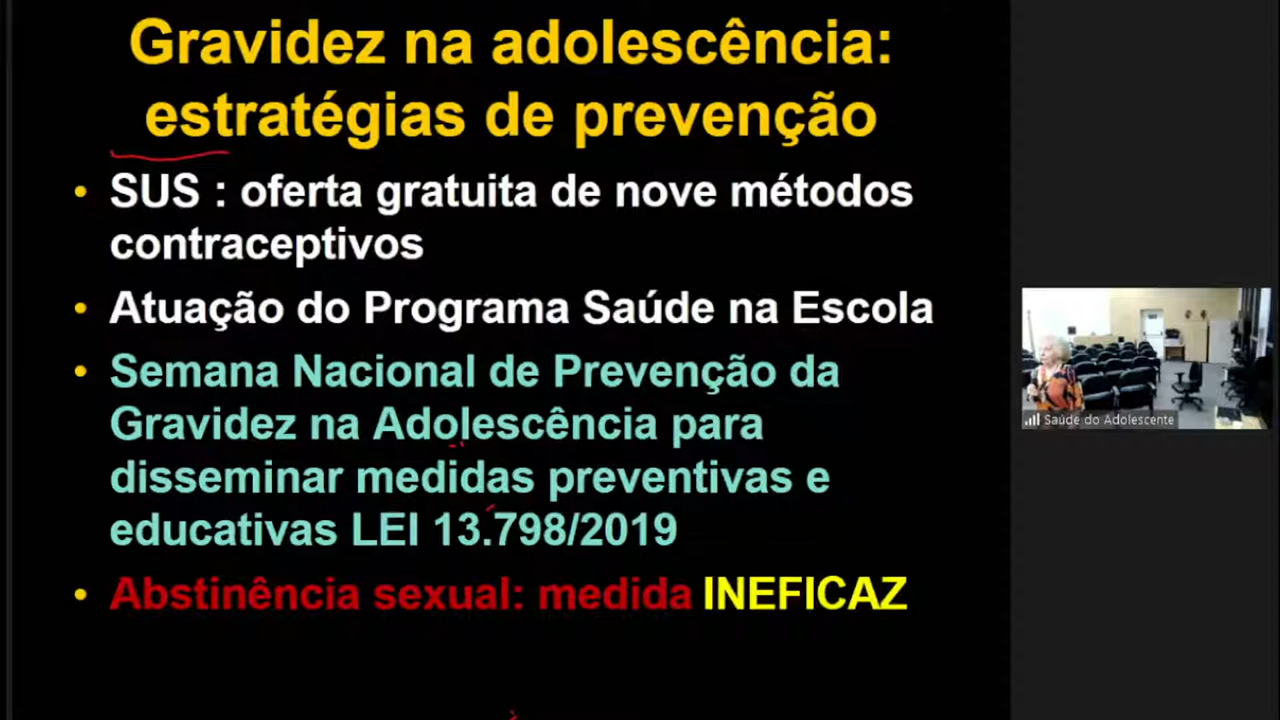 Gravidez na adolescência:
estratégias de prevenção
• SUS : oferta gratuita de nove métodos
contraceptivos
• Atuação do Programa Saúde na Escola
• Semana Nacional de Prevenção da
Gravidez na Adolescência para
disseminar medidas preventivas e
educativas LEI 13.798/2019
• Abstinência sexual: medida INEFICAZ
Saúde do Adolescente